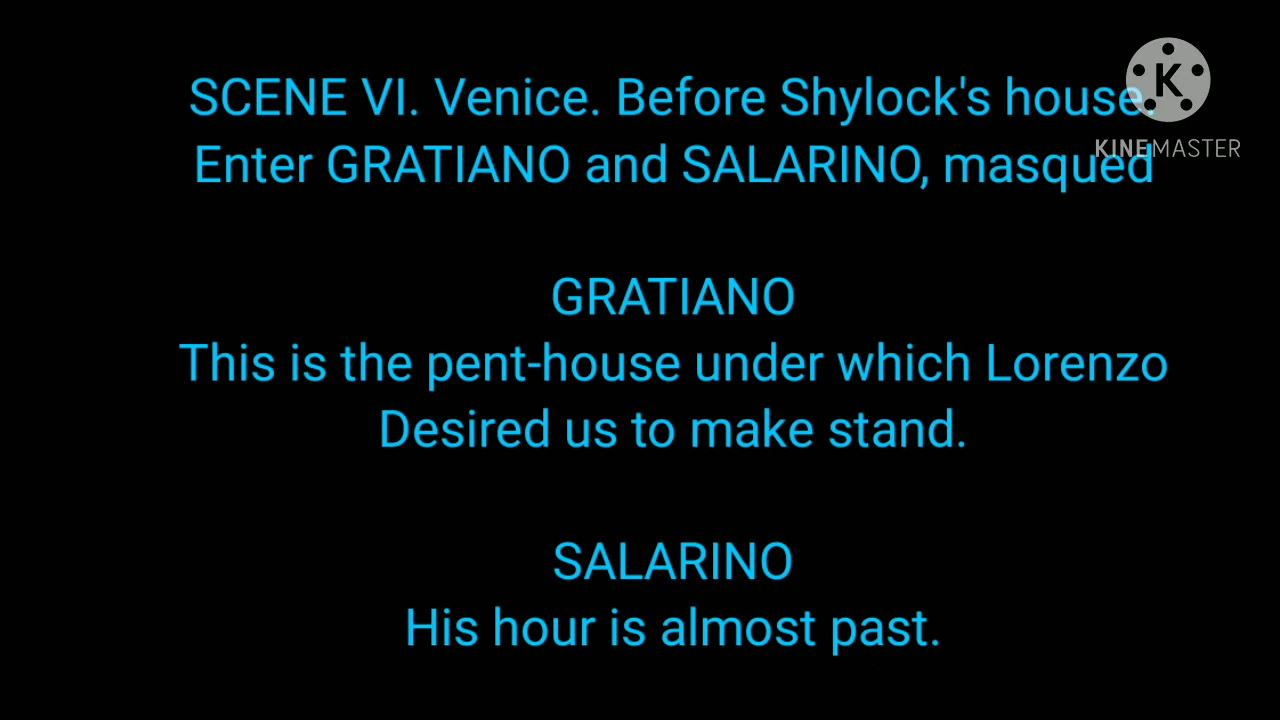 SCENE VI. Venice. Before Shylock's house.
Enter GRATIANO and SALARINO, masqued
K
KINEMASTER
GRATIANO
This is the pent-house under which Lorenzo
Desired us to make stand.
SALARINO
His hour is almost past.